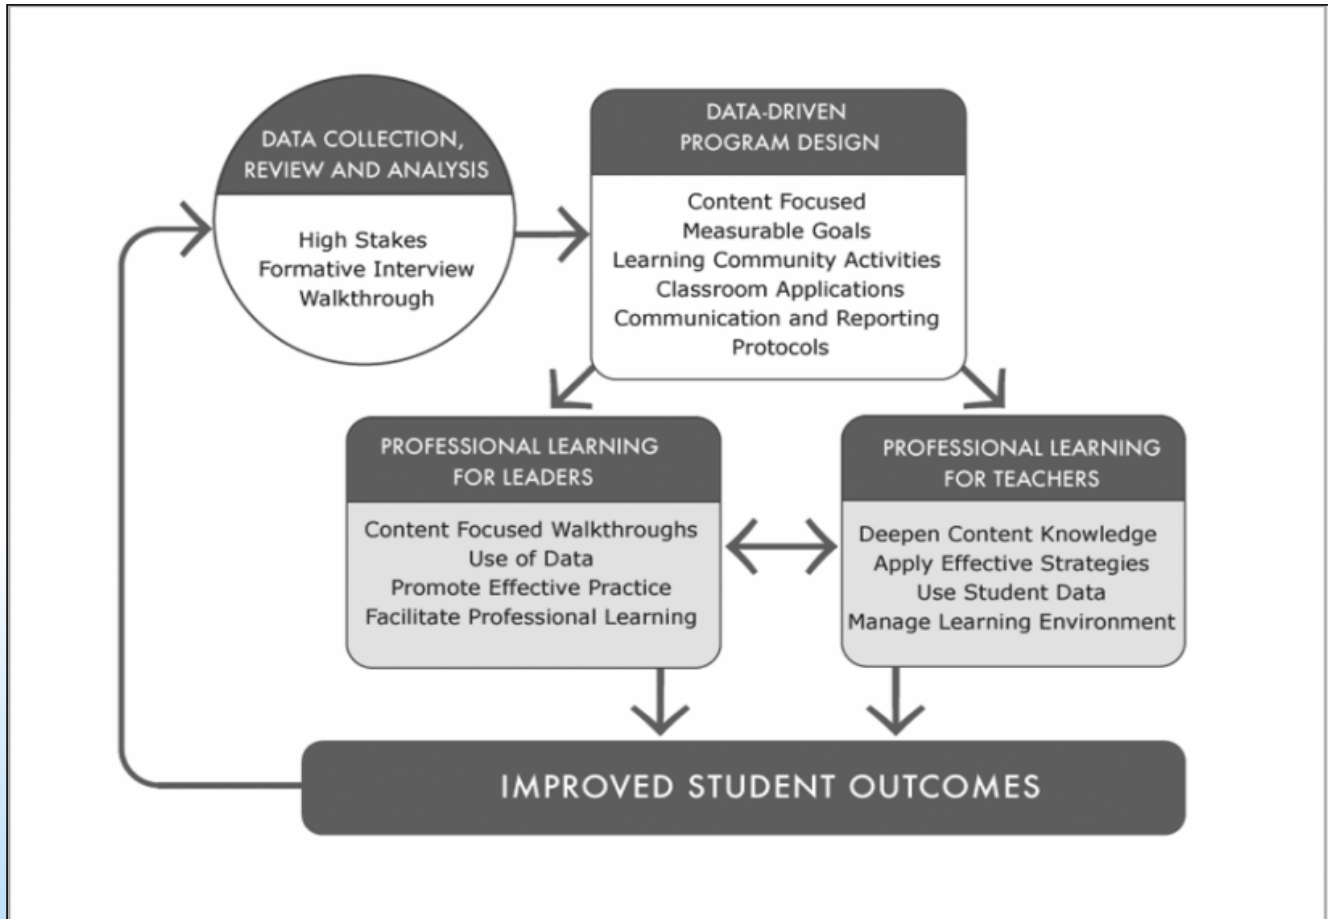 DATA COLLECTION,
REVIEW AND ANALYSIS
High Stakes
Formative Interview
Walkthrough
DATA-DRIVEN
PROGRAM DESIGN
Content Focused
Measurable Goals
Learning Community Activities
Classroom Applications
Communication and Reporting
Protocols
PROFESSIONAL LEARNING
FOR LEADERS
Content Focused Walkthroughs
Use of Data
Promote Effective Practice
Facilitate Professional Learning
PROFESSIONAL LEARNING
FOR TEACHERS
Deepen Content Knowledge
Apply Effective Strategies
Use Student Data
Manage Learning Environment
IMPROVED STUDENT OUTCOMES